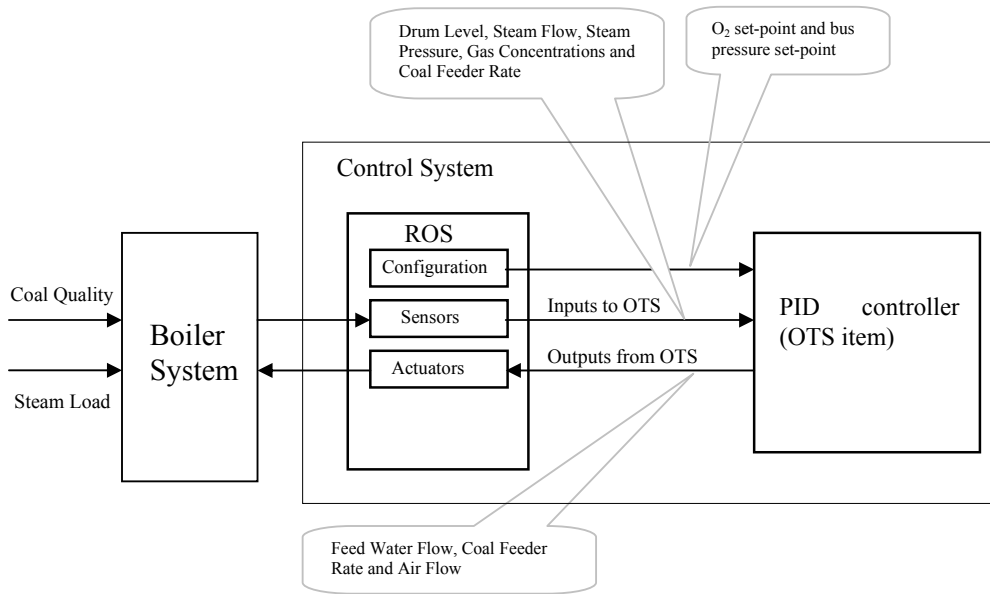 Drum Level, Steam Flow, Steam
Pressure, Gas Concentrations and
Coal Feeder Rate
O₂ set-point and bus
pressure set-point
Control System
ROS
Configuration
Coal Quality
Sensors
Inputs to OTS
PID controller
(OTS item)
Boiler
System
Outputs from OTS
Actuators
Steam Load
Feed Water Flow, Coal Feeder
Rate and Air Flow